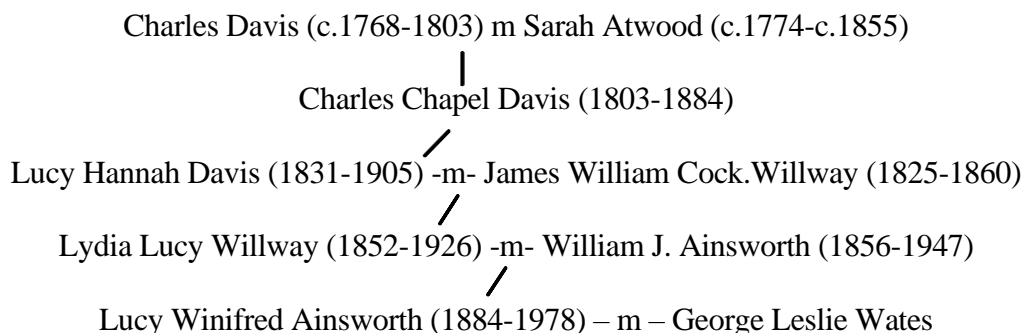 Charles Davis (c.1768-1803) m Sarah Atwood (c.1774-c.1855)
Charles Chapel Davis (1803-1884)
Lucy Hannah Davis (1831-1905) -m- James William Cock.Willway (1825-1860)
Lydia Lucy Willway (1852-1926) -m- William J. Ainsworth (1856-1947)
Lucy Winifred Ainsworth (1884-1978) – m – George Leslie Wates